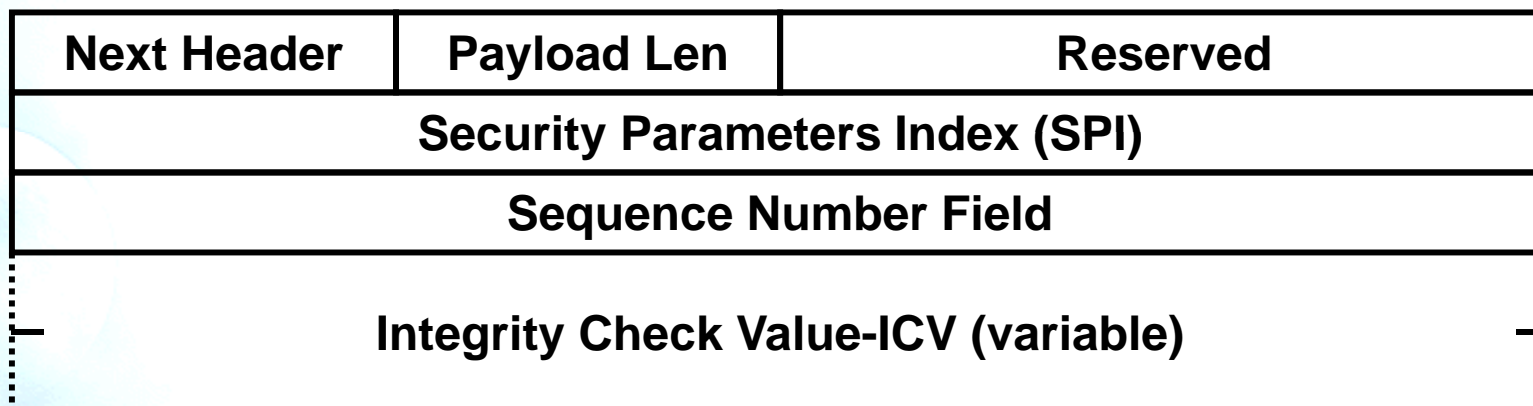 Next Header Payload Len Reserved
Security Parameters Index (SPI)
Sequence Number Field
Integrity Check Value-ICV (variable)